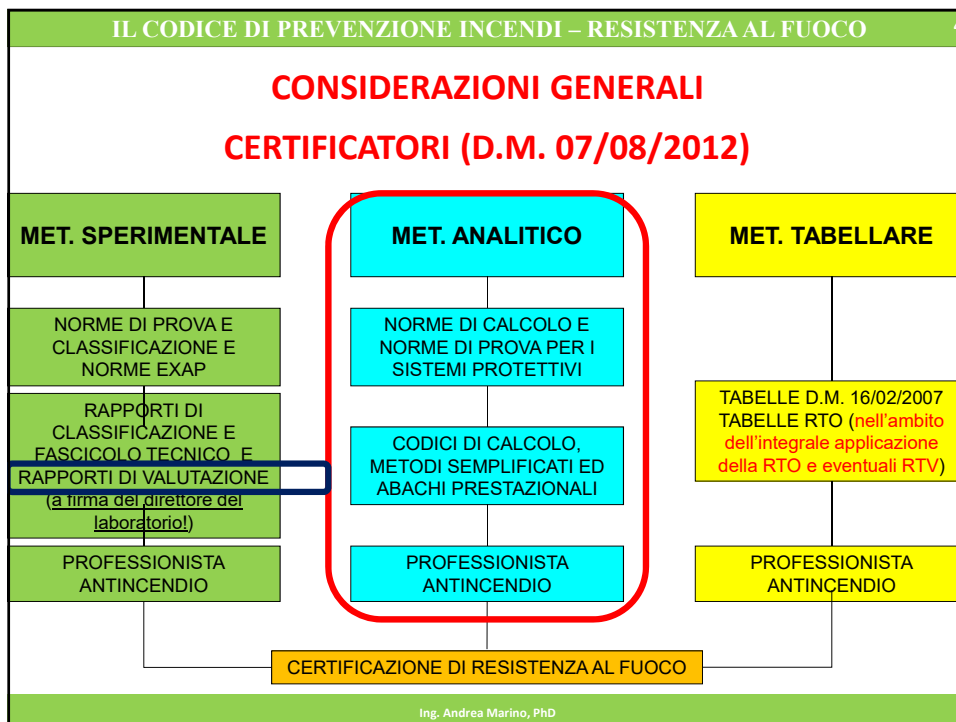 IL CODICE DI PREVENZIONE INCENDI – RESISTENZA AL FUOCO
CONSIDERAZIONI GENERALI
CERTIFICATORI (D.M. 07/08/2012)
MET. SPERIMENTALE
NORME DI PROVA E
CLASSIFICAZIONE E
NORME EXAP
RAPPORTI DI
CLASSIFICAZIONE E
FASCICOLO TECNICO E
RAPPORTI DI VALUTAZIONE
(a firma del direttore del
laboratorio!)
PROFESSIONISTA
ANTINCENDIO
MET. ANALITICO
NORME DI CALCOLO E
NORME DI PROVA PER I
SISTEMI PROTETTIVI
CODICI DI CALCOLO,
METODI SEMPLIFICATI ED
ABACHI PRESTAZIONALI
PROFESSIONISTA
ANTINCENDIO
MET. TABELLARE
TABELLE D.M. 16/02/2007
TABELLE RTO (nell'ambito
dell'integrale applicazione
della RTO e eventuali RTV)
PROFESSIONISTA
ANTINCENDIO
CERTIFICAZIONE DI RESISTENZA AL FUOCO
Ing. Andrea Marino, PhD